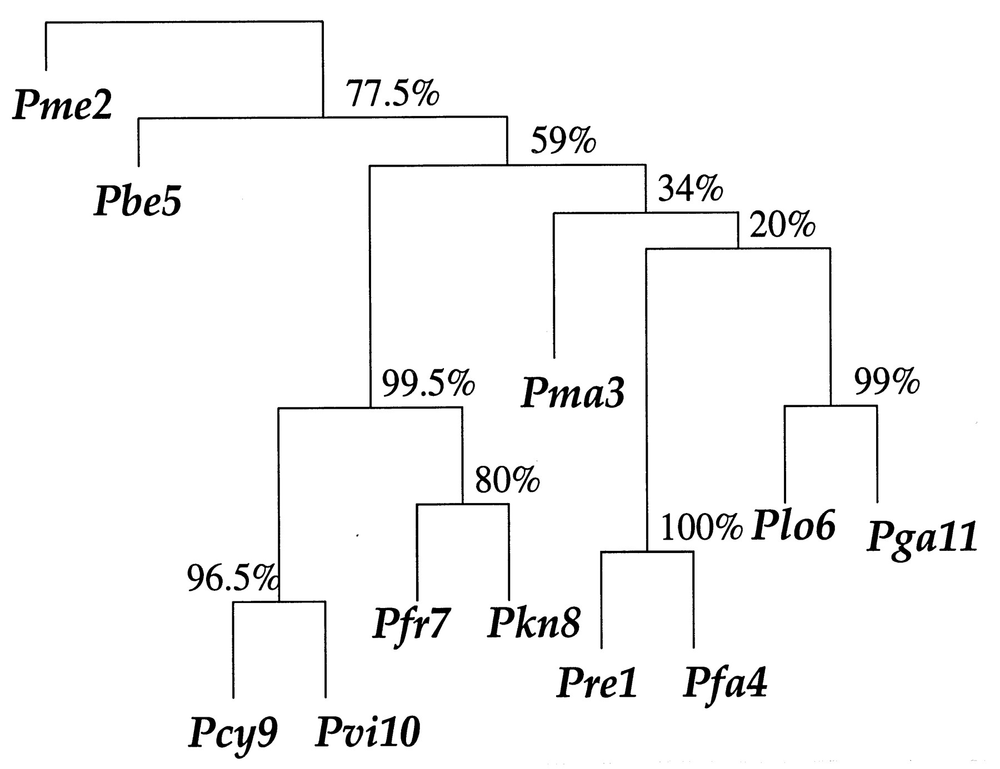 77.5%
Pme2
59%
Pbe5
34%
20%
99.5%
Pma3
99%
80%
100%
Plo6
Pga11
96.5%
Pfr7
Pkn8
Pre1
Pfa4
Pcy9
Pvi10